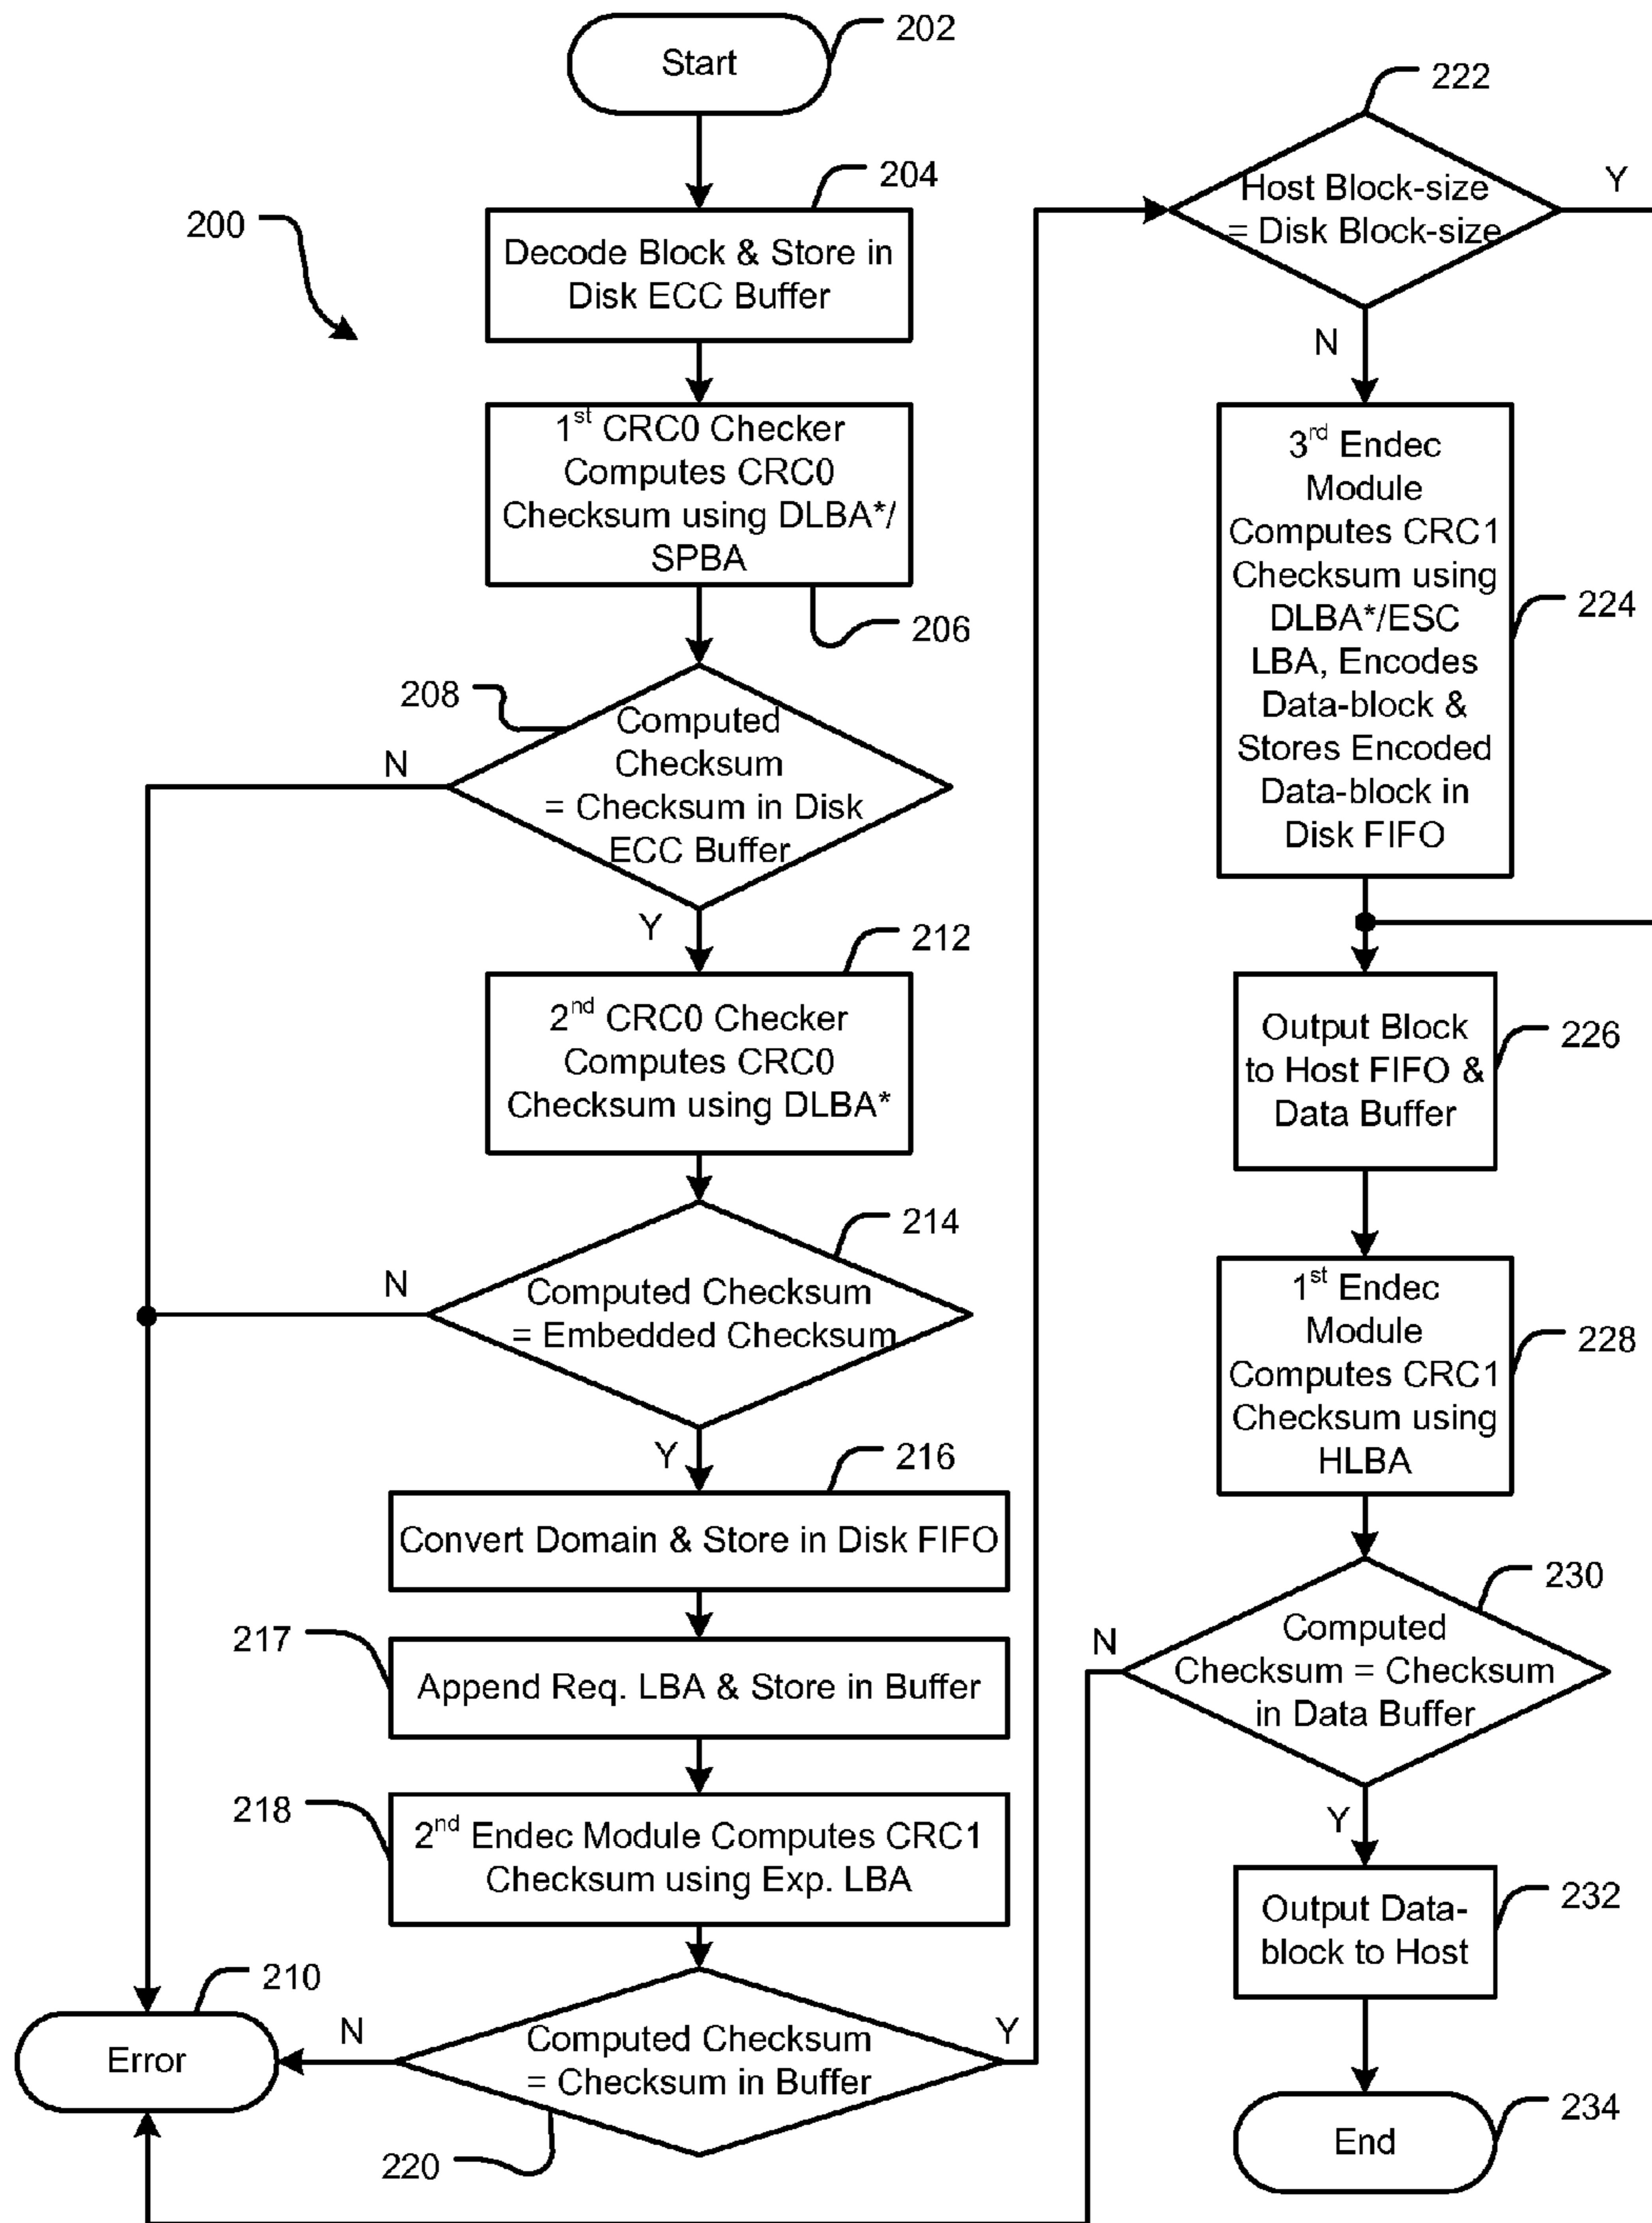 Start
202
200
204
Decode Block & Store in
Disk ECC Buffer
1st CRC0 Checker
Computes CRC0
Checksum using DLBA*/
SPBA
206
208
Computed
Checksum
= Checksum in Disk
ECC Buffer
N
Y
212
2nd CRC0 Checker
Computes CRC0
Checksum using DLBA*
214
Computed Checksum
= Embedded Checksum
N
Y
216
Convert Domain & Store in Disk FIFO
217
Append Req. LBA & Store in Buffer
218
2nd Endec Module Computes CRC1
Checksum using Exp. LBA
210
Error
N
Computed Checksum
= Checksum in Buffer
Y
220
222
Host Block-size
= Disk Block-size
Y
N
3rd Endec
Module
Computes CRC1
Checksum using
DLBA*/ESC
LBA, Encodes
Data-block &
Stores Encoded
Data-block in
Disk FIFO
224
Output Block
to Host FIFO &
Data Buffer
226
1st Endec
Module
Computes CRC1
Checksum using
HLBA
228
230
Computed
Checksum = Checksum
in Data Buffer
N
Y
Output Data-
block to Host
232
End
234